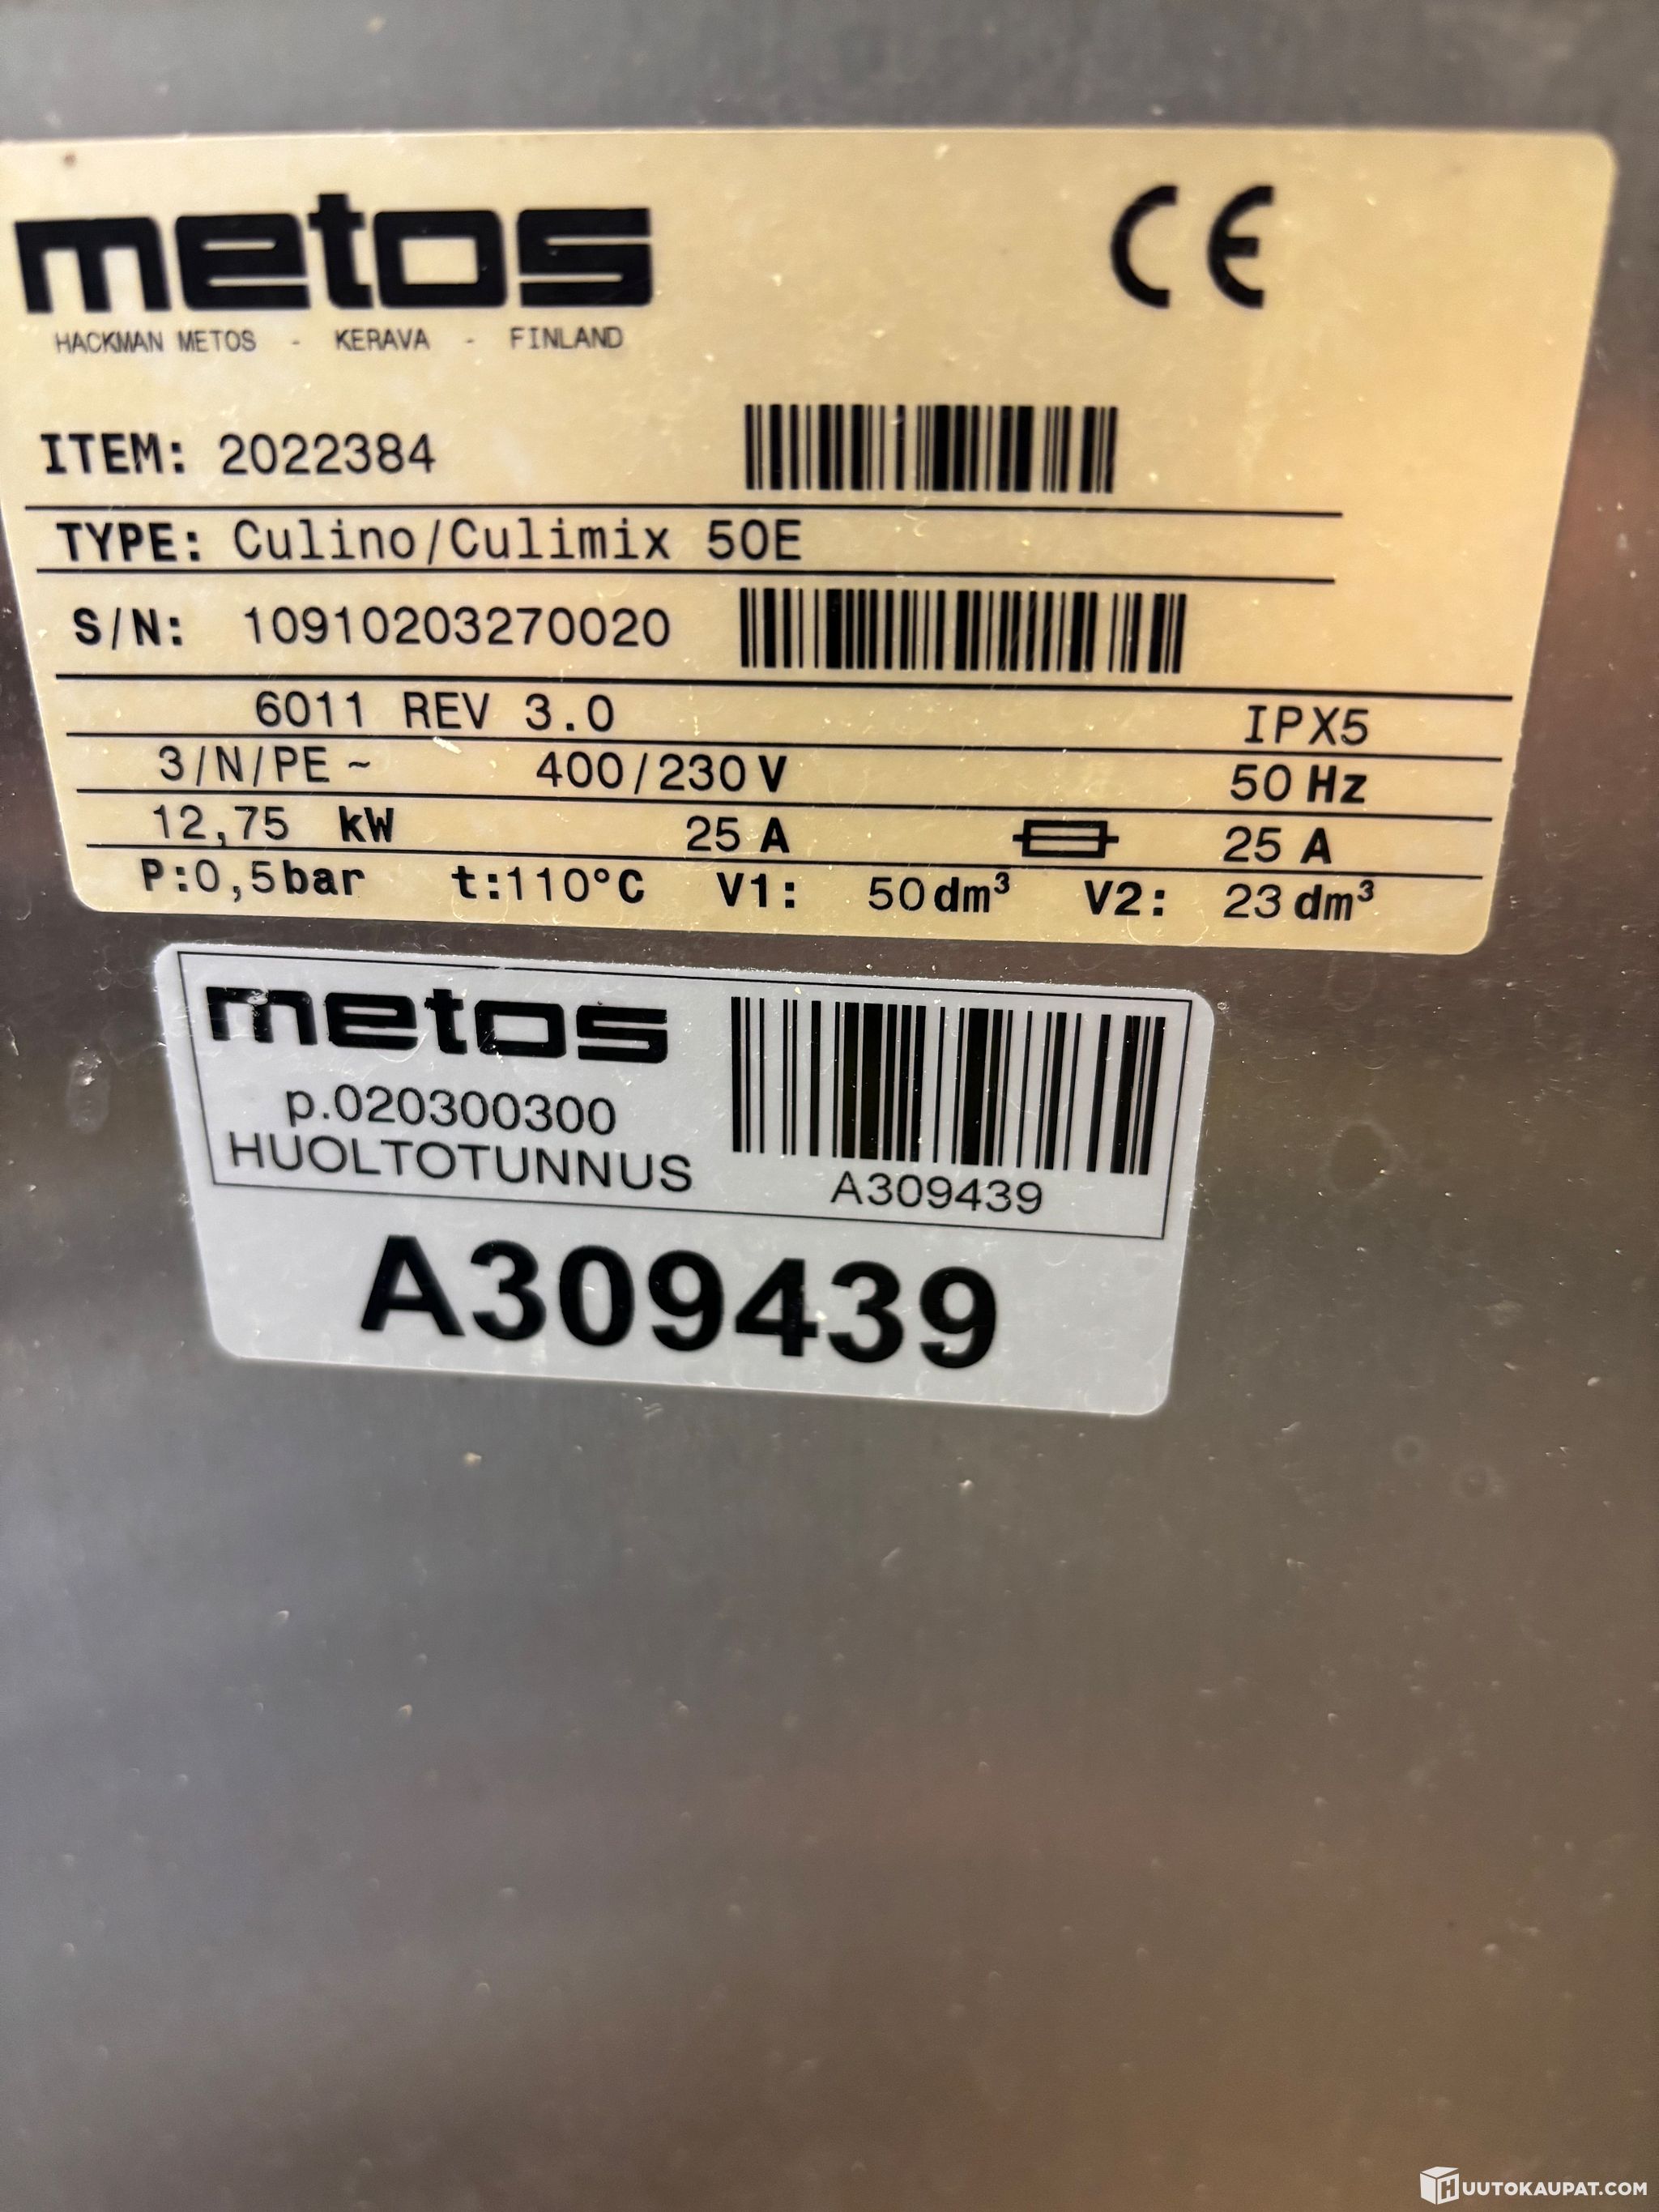 metos
CE
HACKMAN METOS - KERAVA - FINLAND
ITEM: 2022384
TYPE: Culino/Culimix 50E
S/N: 10910203270020
6011 REV 3.0 IPX5
3/N/PE ~ 400/230 V 50 Hz
12,75 kW 25 A 25 A
P:0,5bar t:110°C V1: 50 dm³ V2: 23 dm³
metos
p.020300300
HUOLTOTUNNUS
A309439
A309439
HUUTOKAUPAT.COM